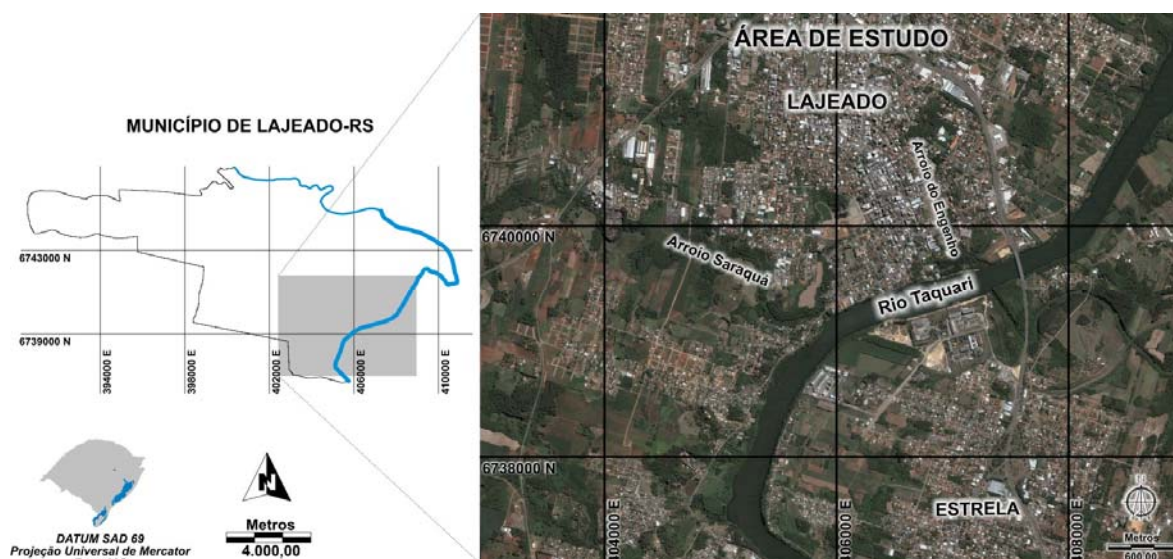 MUNICÍPIO DE LAJEADO-RS
6743000 N
6739000 N
394000 E
398000 E
402000 E
406000 E
410000 E
DATUM SAD 69
Projeção Universal de Mercator
N
Metros
4.000,00
ÁREA DE ESTUDO
LAJEADO
Arroio do Engenho
6740000 N
Arroio Saraquá
Rio Taquari
6738000 N
ESTRELA
404000 E
406000 E
408000 E
Metros
600,00